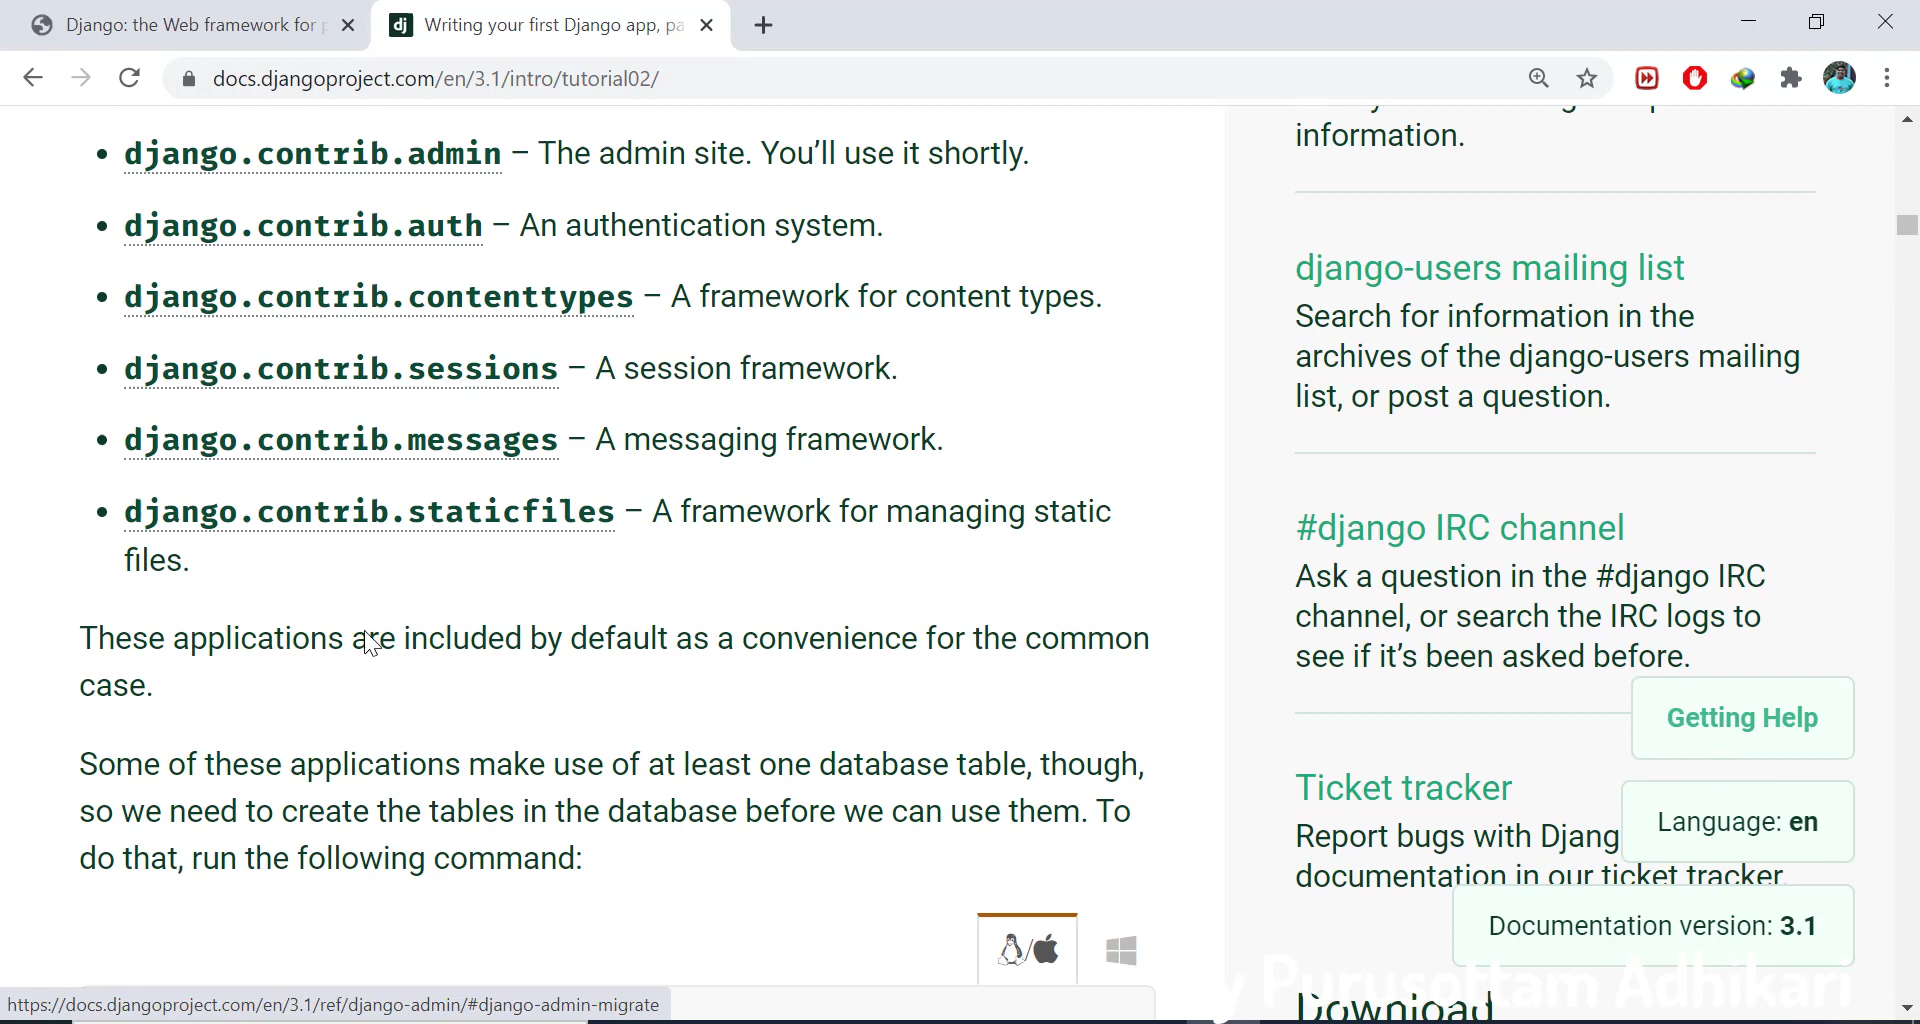 Django: the Web framework for p
dj Writing your first Django app, pa
docs.djangoproject.com/en/3.1/intro/tutorial02/
• django.contrib.admin – The admin site. You’ll use it shortly.
• django.contrib.auth – An authentication system.
• django.contrib.contenttypes – A framework for content types.
• django.contrib.sessions – A session framework.
• django.contrib.messages – A messaging framework.
• django.contrib.staticfiles – A framework for managing static
files.
These applications are included by default as a convenience for the common
case.
Some of these applications make use of at least one database table, though,
so we need to create the tables in the database before we can use them. To
do that, run the following command:
information.
django-users mailing list
Search for information in the
archives of the django-users mailing
list, or post a question.
#django IRC channel
Ask a question in the #django IRC
channel, or search the IRC logs to
see if it’s been asked before.
Getting Help
Ticket tracker
Report bugs with Djang
Language: en
documentation in our ticket tracker.
Documentation version: 3.1
Download
y Purusottam Adhikari
https://docs.djangoproject.com/en/3.1/ref/django-admin/#django-admin-migrate